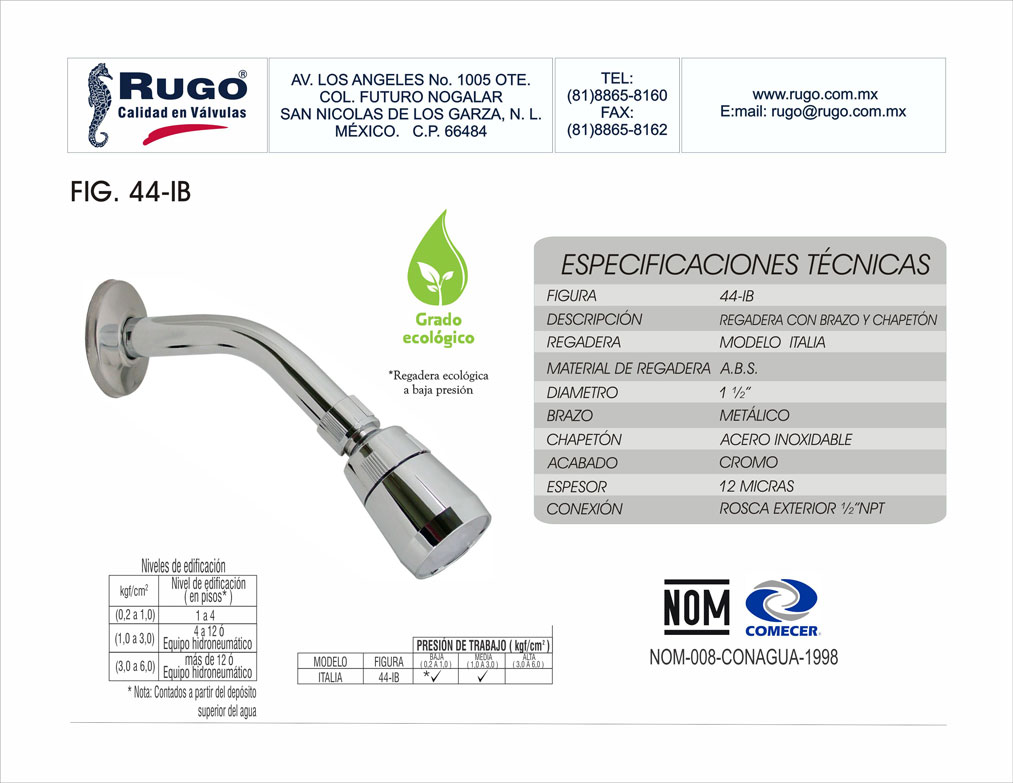 RUGO®
Calidad en Válvulas
AV. LOS ANGELES No. 1005 OTE.
COL. FUTURO NOGALAR
SAN NICOLAS DE LOS GARZA, N. L.
MÉXICO. C.P. 66484
TEL:
(81)8865-8160
FAX:
(81)8865-8162
www.rugo.com.mx
E:mail: rugo@rugo.com.mx
FIG. 44-IB
Grado
ecológico
*Regadera ecológica
a baja presión
ESPECIFICACIONES TÉCNICAS
FIGURA 44-IB
DESCRIPCIÓN REGADERA CON BRAZO Y CHAPETÓN
REGADERA MODELO ITALIA
MATERIAL DE REGADERA A.B.S.
DIAMETRO 1 ½”
BRAZO METÁLICO
CHAPETÓN ACERO INOXIDABLE
ACABADO CROMO
ESPESOR 12 MICRAS
CONEXIÓN ROSCA EXTERIOR ½”NPT
Niveles de edificación
kgf/cm² Nivel de edificación
( en pisos* )
(0,2 a 1,0) 1 a 4
(1,0 a 3,0) 4 a 12 ó
Equipo hidroneumático
(3,0 a 6,0) más de 12 ó
Equipo hidroneumático
* Nota: Contados a partir del depósito
superior del agua
PRESIÓN DE TRABAJO ( kgf/cm² )
MODELO FIGURA BAJA ( 0,2 A 1,0 ) MEDIA ( 1,0 A 3,0 ) ALTA ( 3,0 A 6,0 )
ITALIA 44-IB *✓ ✓
NOM
COMECER®
NOM-008-CONAGUA-1998